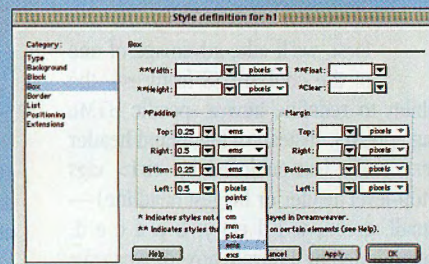 Style definition for h1
Category:
Type
Background
Block
Box
Border
List
Positioning
Extensions
Box
**Width: pixels **Float:
**Height: pixels *Clear:
*Padding
Top: 0.25 ems
Right: 0.5 ems
Bottom: 0.25 ems
Left: 0.5
Margin
Top: pixels
Right: pixels
Bottom: pixels
Left: pixels
pixels
points
in
cm
mm
picas
ems
exs
* Indicates styles not ayed in Dreamweaver.
** Indicates styles tha on certain elements (see Help).
Help
ancel
Apply
OK